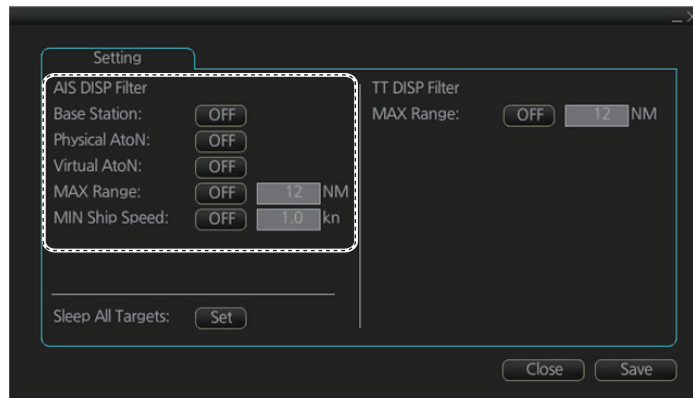 Setting
AIS DISP Filter
Base Station: OFF
Physical AtoN: OFF
Virtual AtoN: OFF
MAX Range: OFF 12 NM
MIN Ship Speed: OFF 1.0 kn
Sleep All Targets: Set
TT DISP Filter
MAX Range: OFF 12 NM
Close Save